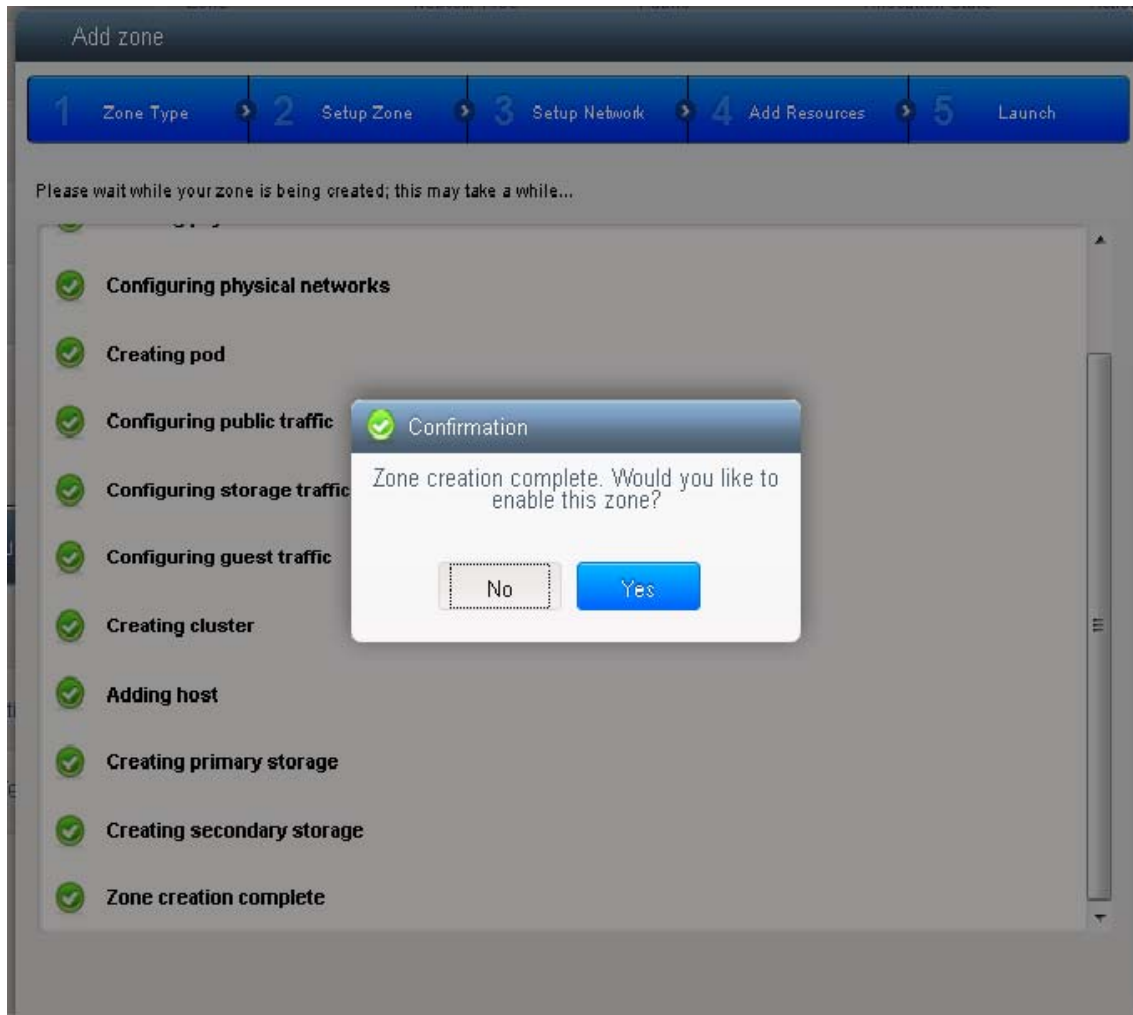 Add zone
1 Zone Type 2 Setup Zone 3 Setup Network 4 Add Resources 5 Launch
Please wait while your zone is being created; this may take a while...
Configuring physical networks
Creating pod
Configuring public traffic
Configuring storage traffic
Configuring guest traffic
Creating cluster
Adding host
Creating primary storage
Creating secondary storage
Zone creation complete
Confirmation
Zone creation complete. Would you like to
enable this zone?
No Yes